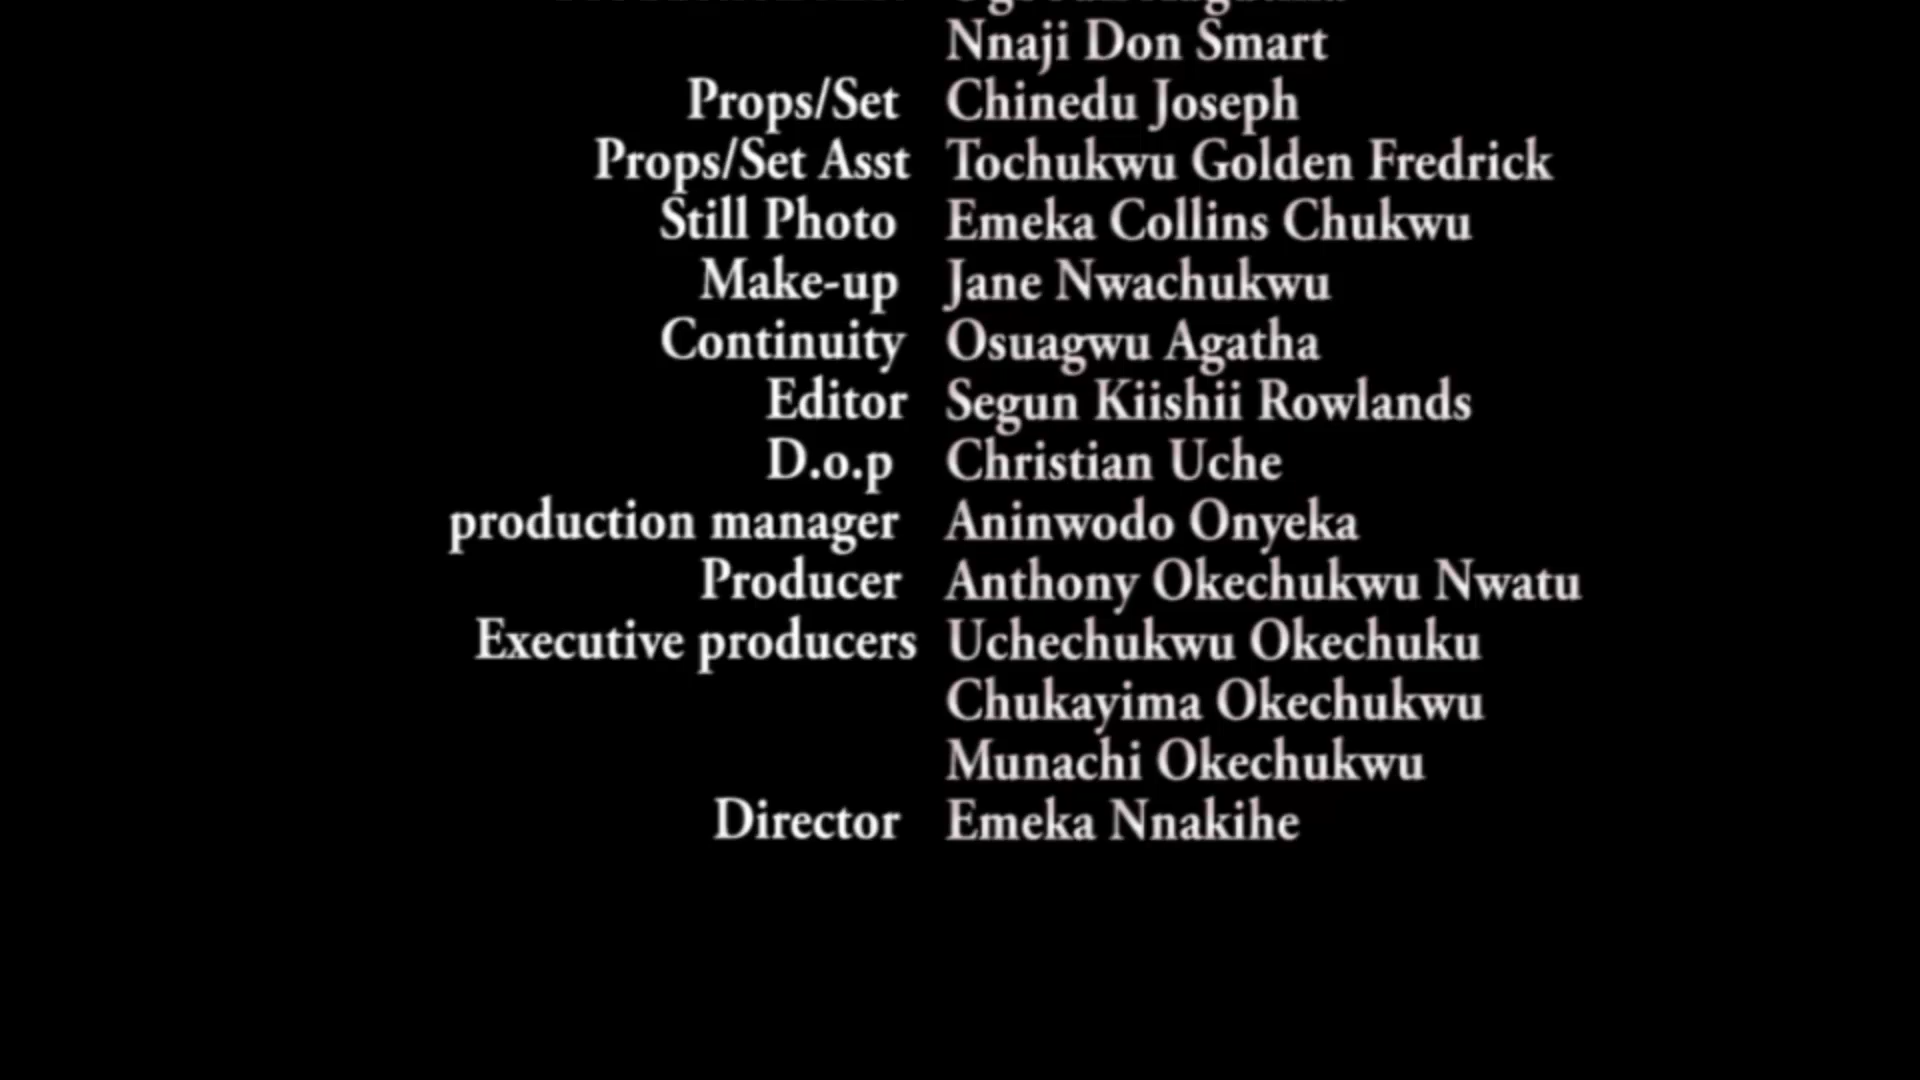 Nnaji Don Smart
Props/Set Chinedu Joseph
Props/Set Asst Tochukwu Golden Fredrick
Still Photo Emeka Collins Chukwu
Make-up Jane Nwachukwu
Continuity Osuagwu Agatha
Editor Segun Kiishii Rowlands
D.o.p Christian Uche
production manager Aninwodo Onyeka
Producer Anthony Okechukwu Nwatu
Executive producers Uchechukwu Okechuku
Chukayima Okechukwu
Munachi Okechukwu
Director Emeka Nnakihe